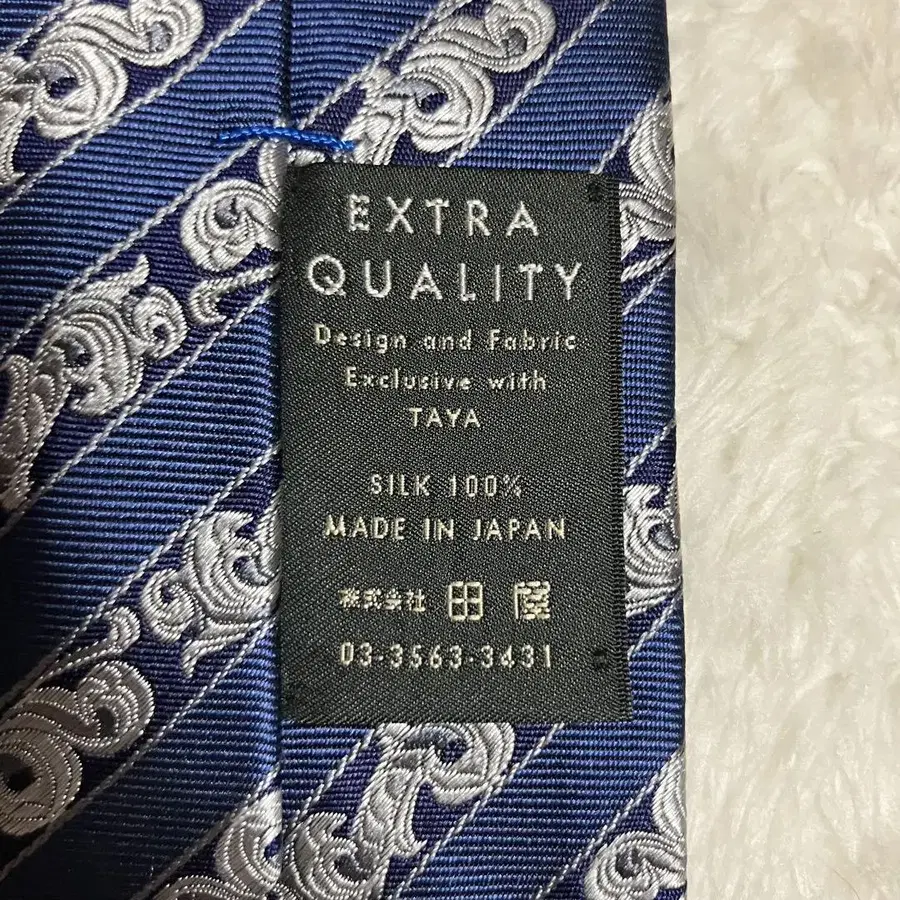 EXTRA
QUALITY
Design and Fabric
Exclusive with
TAYA
SILK 100%
MADE IN JAPAN
株式会社 田屋
03-3563-3431